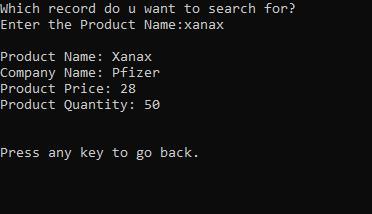 Which record do u want to search for?
Enter the Product Name:xanax
Product Name: Xanax
Company Name: Pfizer
Product Price: 28
Product Quantity: 50
Press any key to go back.